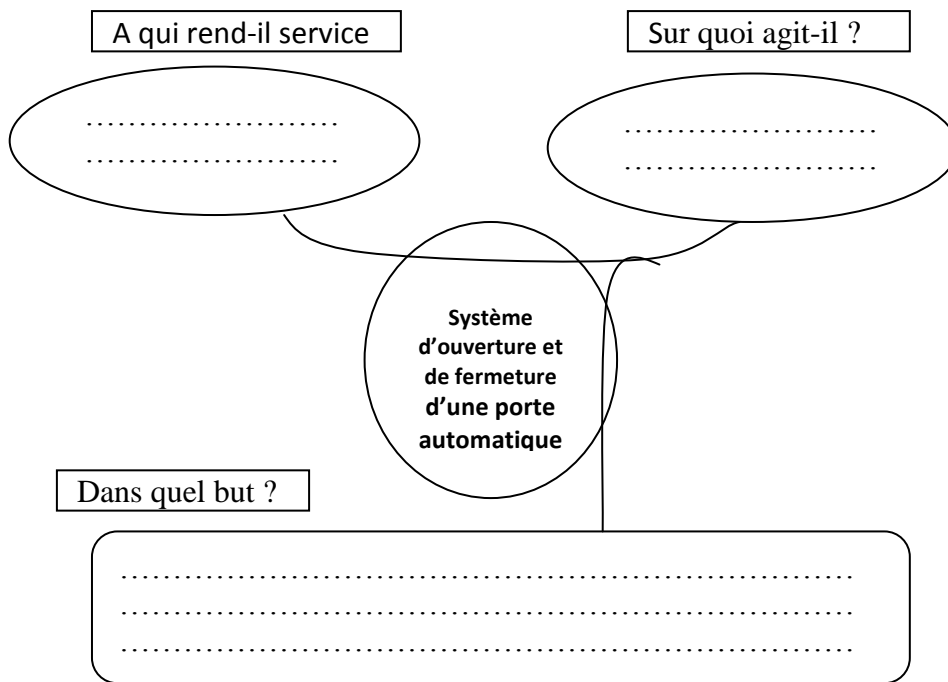 A qui rend-il service
Sur quoi agit-il ?
.......................
.......................
.......................
.......................
Système
d’ouverture et
de fermeture
d’une porte
automatique
Dans quel but ?
...................................................................
...................................................................
...................................................................